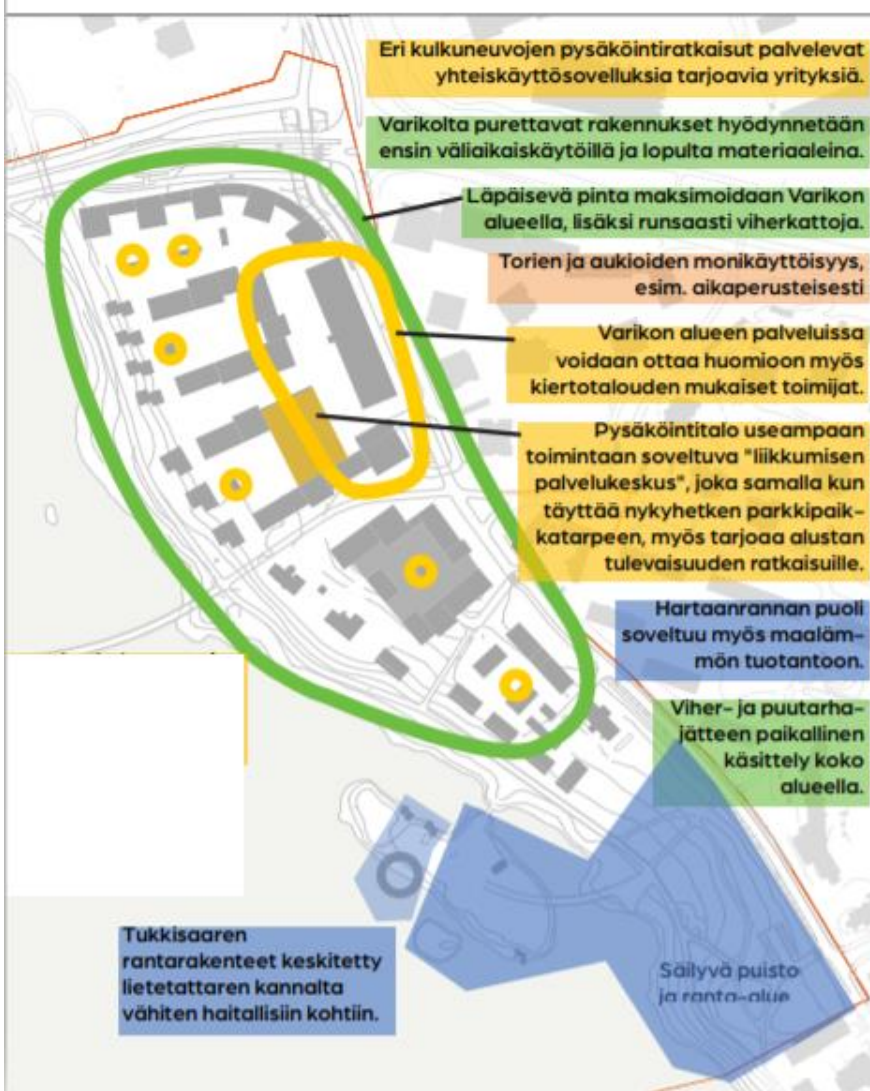 Eri kulkuneuvojen pysäköintiratkaisut palvelevat
yhteiskäyttösovelluksia tarjoavia yrityksiä.
Varikolta purettavat rakennukset hyödynnetään
ensin väliaikaiskäytöillä ja lopulta materiaaleina.
Läpäisevä pinta maksimoidaan Varikon
alueella, lisäksi runsaasti viherkattoja.
Torien ja aukioiden monikäyttöisyys,
esim. aikaperusteisesti
Varikon alueen palveluissa
voidaan ottaa huomioon myös
kiertotalouden mukaiset toimijat.
Pysäköintitalo useampaan
toimintaan soveltuva "liikkumisen
palvelukeskus", joka samalla kun
täyttää nykyhetken parkkipaik-
katarpeen, myös tarjoaa alustan
tulevaisuuden ratkaisuille.
Hartaanrannan puoli
soveltuu myös maaläm-
mön tuotantoon.
Viher- ja puutarha-
jätteen paikallinen
käsittely koko
alueella.
Tukkisaaren
rantarakenteet keskitetty
lietetattaren kannalta
vähiten haitallisiin kohtiin.
Säilyvä puisto
ja ranta-alue